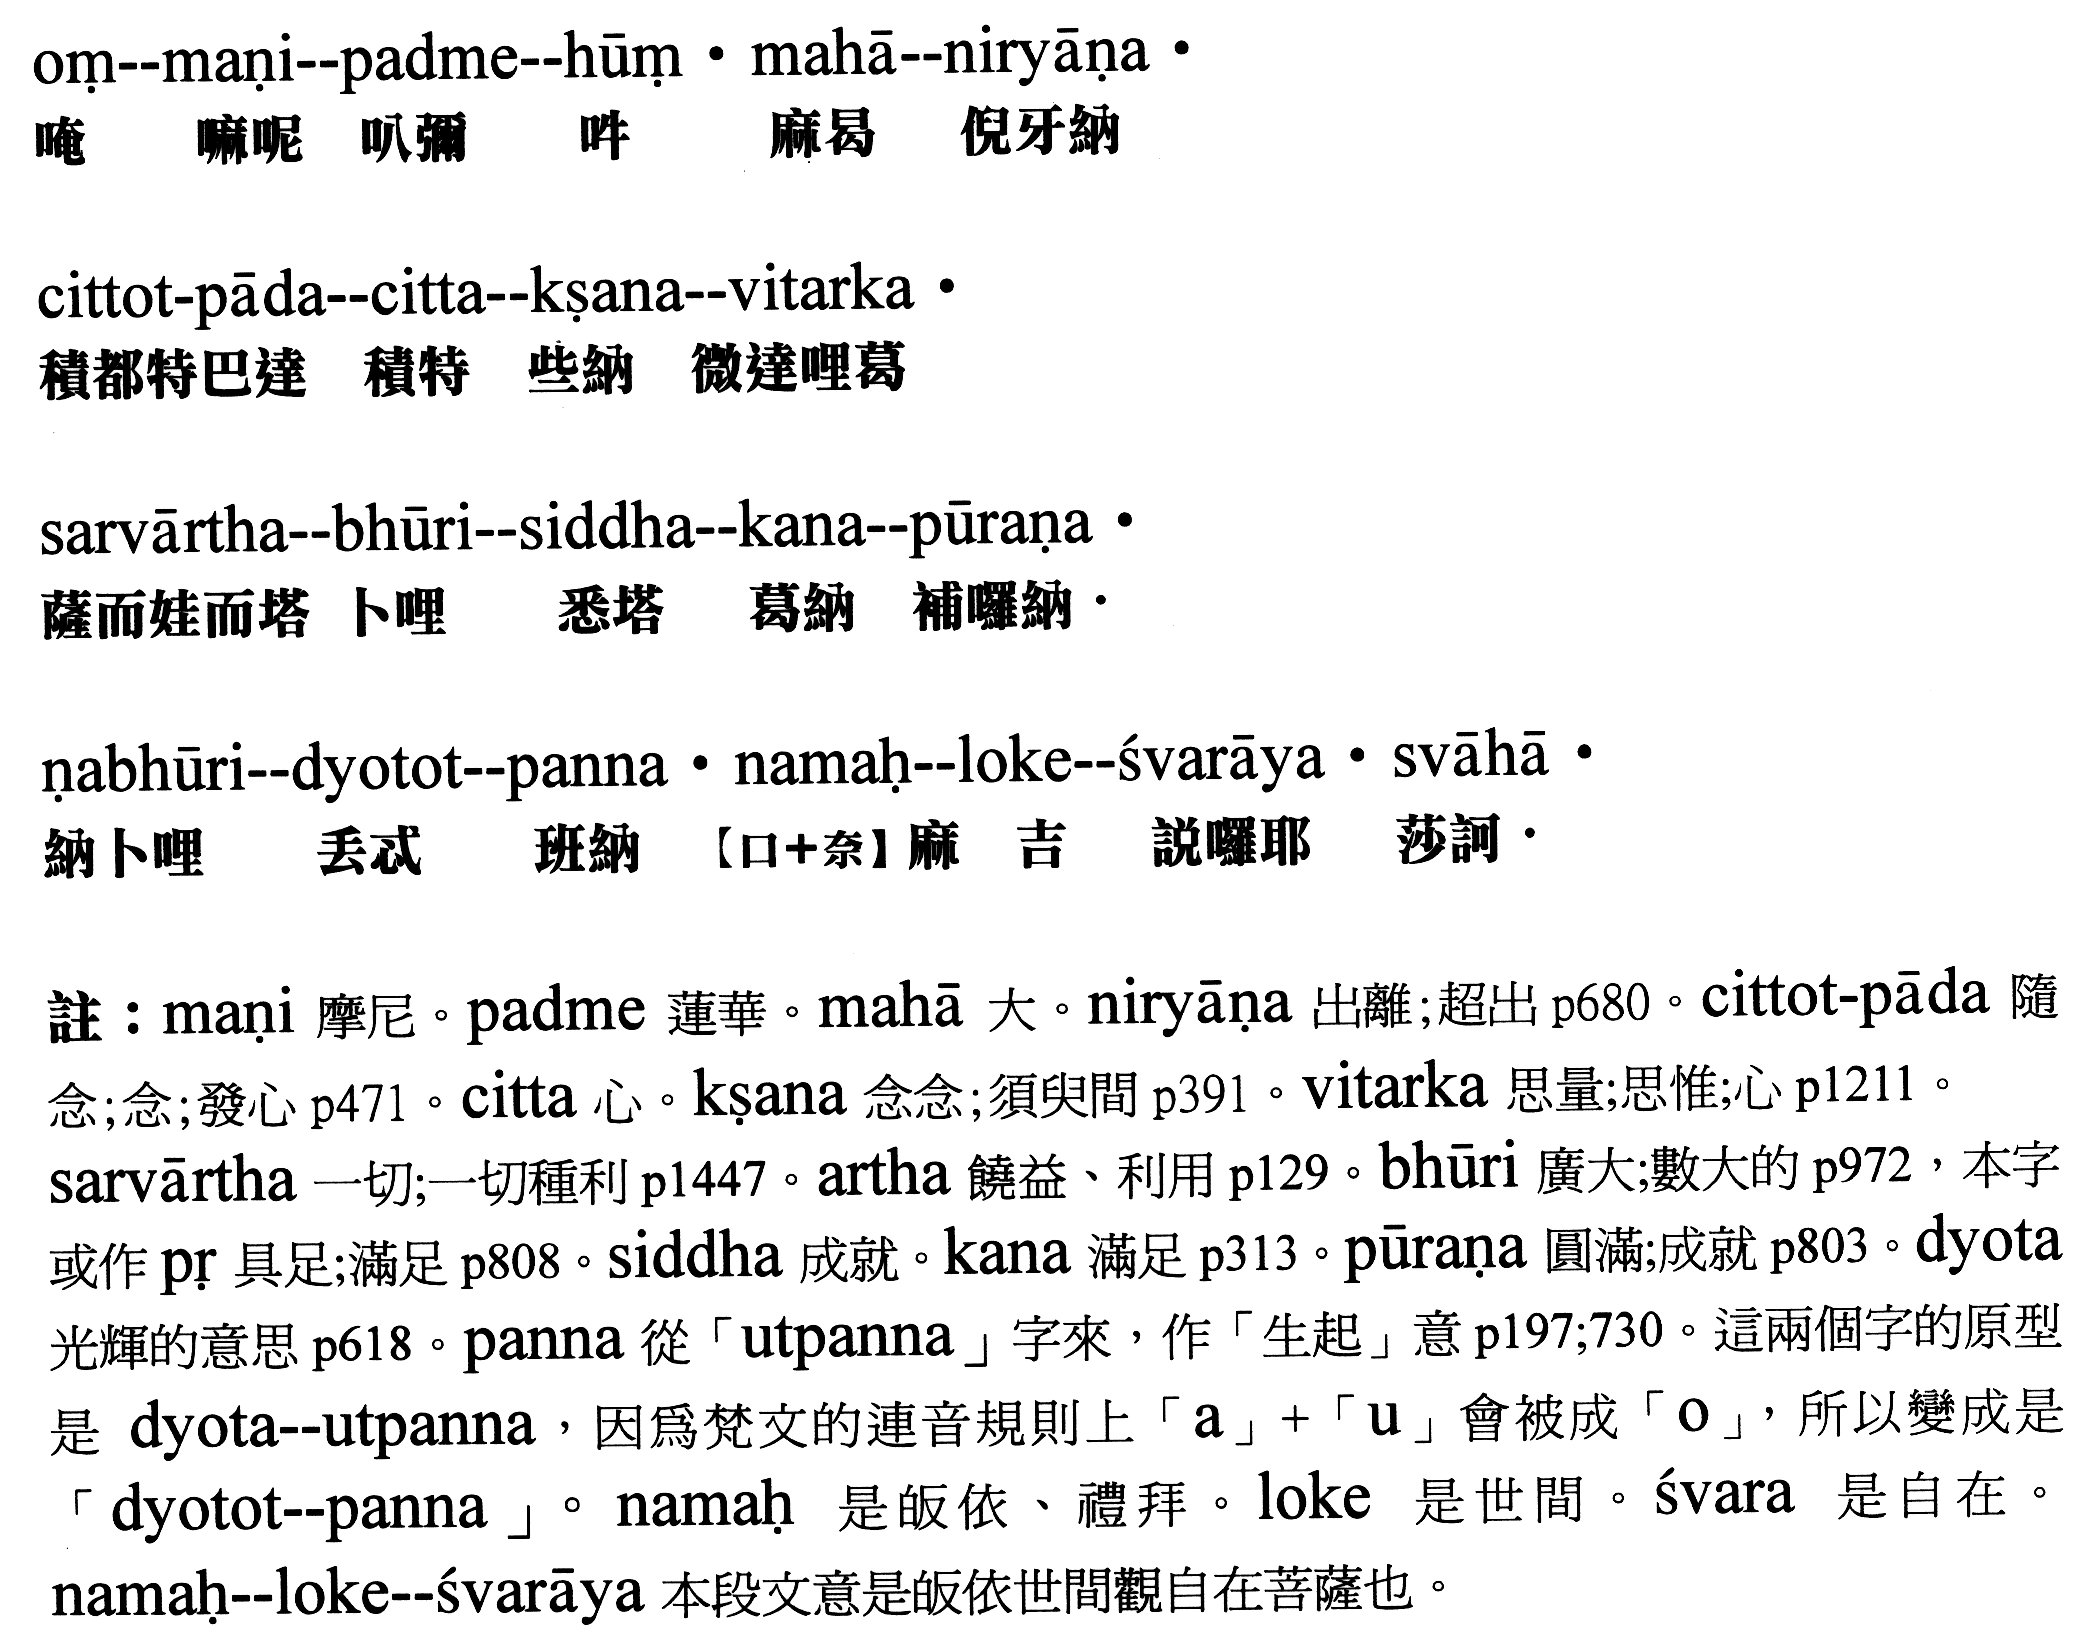 oṃ--maṇi--padme--hūṃ • mahā--niryāṇa •
唵 嘛呢 叭彌 吽 麻曷 倪牙納
cittot-pāda--citta--kṣana--vitarka •
積都特巴達 積特 些納 微達哩葛
sarvārtha--bhūri--siddha--kana--pūraṇa •
薩而娃而塔 卜哩 悉塔 葛納 補囉納·
ṇabhūri--dyotot--panna • namaḥ--loke--śvarāya • svāhā •
納卜哩 丢忒 班納 【口+奈】麻 吉 説囉耶 莎訶·
註：maṇi 摩尼。padme 蓮華。mahā 大。niryāṇa 出離;超出 p680。cittot-pāda 隨
念;念;發心 p471。citta 心。kṣana 念念;須臾間 p391。vitarka 思量;思惟;心 p1211。
sarvārtha 一切;一切種利 p1447。artha 饒益、利用 p129。bhūri 廣大;數大的 p972，本字
或作 pṛ 具足;滿足 p808。siddha 成就。kana 滿足 p313。pūraṇa 圓滿;成就 p803。dyota
光輝的意思 p618。panna 從「utpanna」字來，作「生起」意 p197;730。這兩個字的原型
是 dyota--utpanna，因爲梵文的連音規則上「a」+「u」會被成「o」，所以變成是
「dyotot--panna」。namaḥ 是皈依、禮拜。loke 是世間。śvara 是自在。
namaḥ--loke--śvarāya 本段文意是皈依世間觀自在菩薩也。